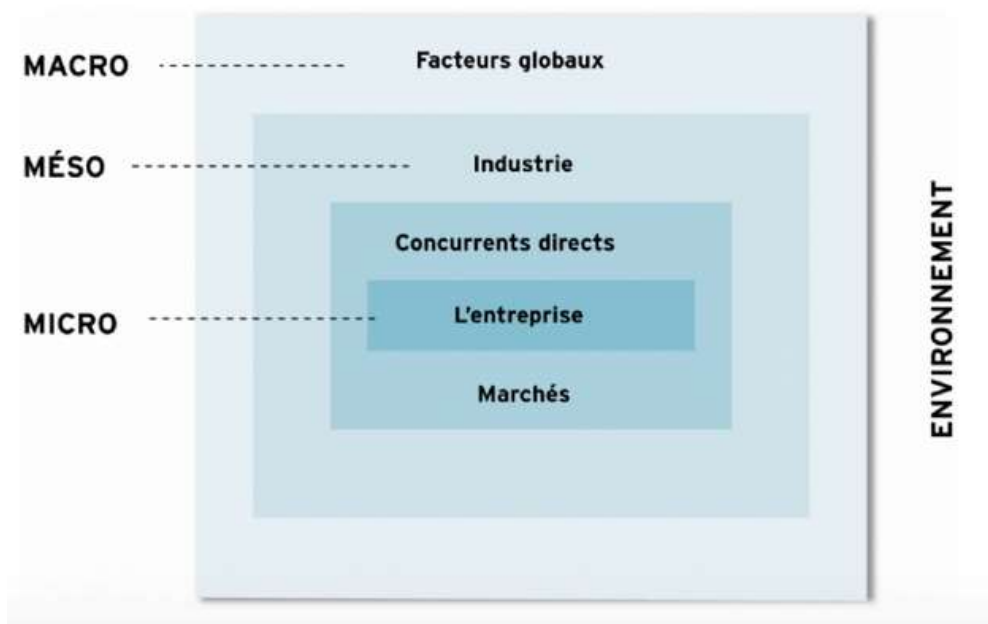 MACRO
Facteurs globaux
MÉSO
Industrie
Concurrents directs
MICRO
L'entreprise
Marchés
ENVIRONNEMENT